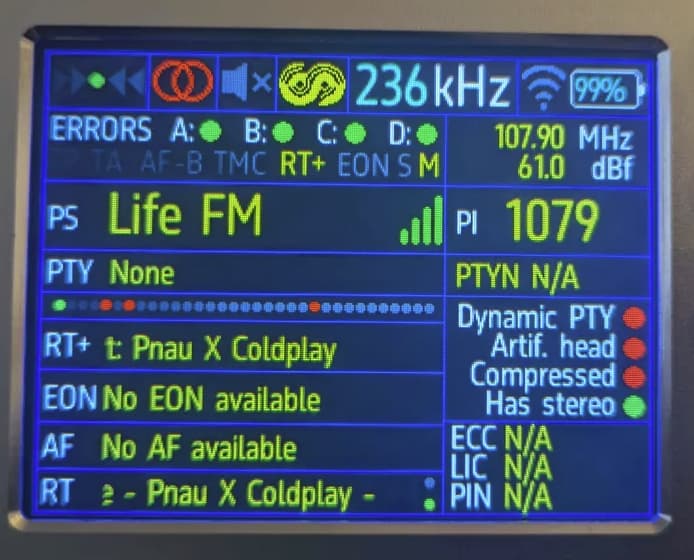 236 kHz 99%
ERRORS A: B: C: D:
TA AF-B TMC RT+ EON S M
107.90 MHz
61.0 dBf
PS Life FM
PI 1079
PTY None
PTYN N/A
RT+ t: Pnau X Coldplay
EON No EON available
AF No AF available
RT e - Pnau X Coldplay -
Dynamic PTY
Artif. head
Compressed
Has stereo
ECC N/A
LIC N/A
PIN N/A